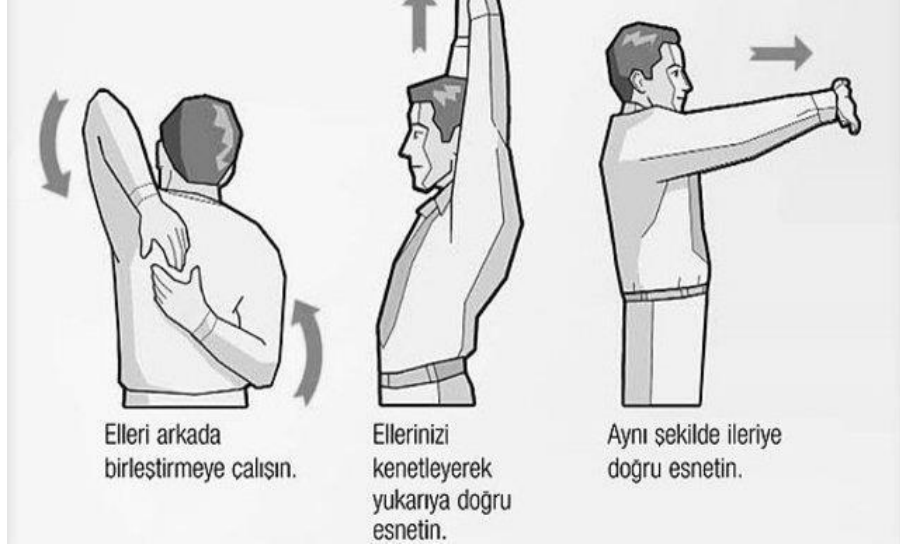 Elleri arkada
birleştirmeye çalışın.
Ellerinizi
kenetleyerek
yukarıya doğru
esnetin.
Aynı şekilde ileriye
doğru esnetin.